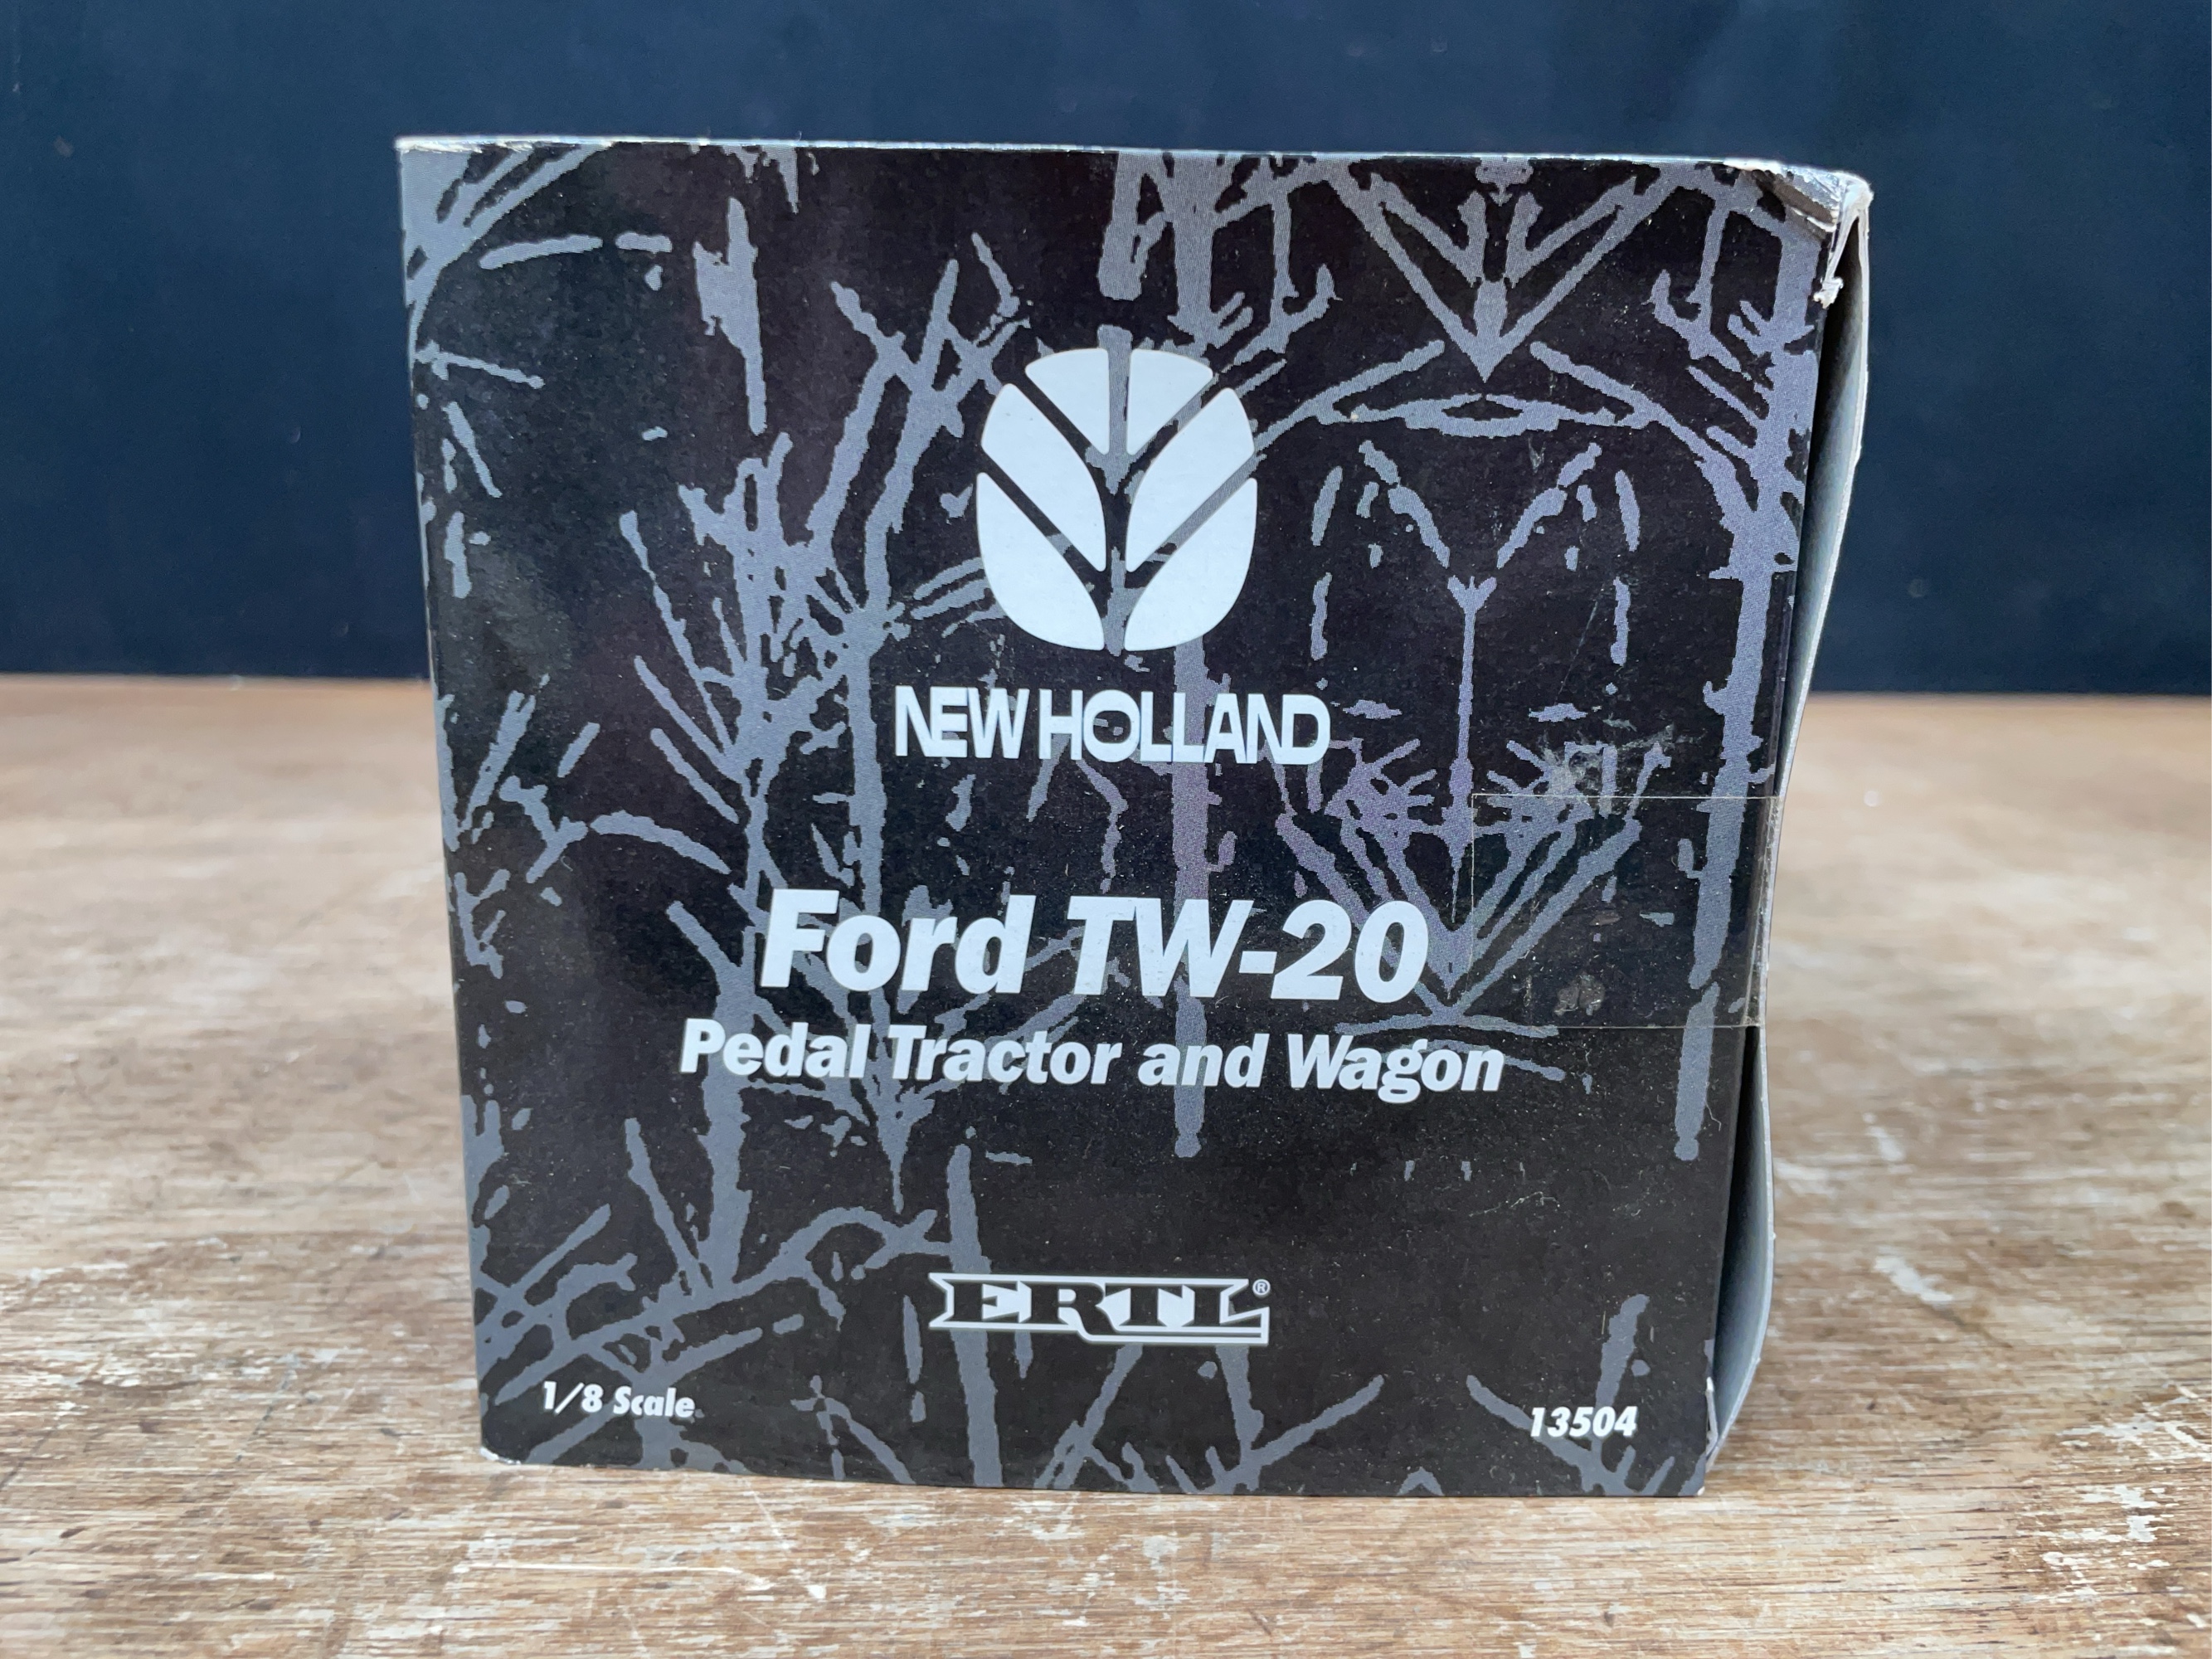 NEW HOLLAND
Ford TW-20
Pedal Tractor and Wagon
ERTL®
1/8 Scale
13504